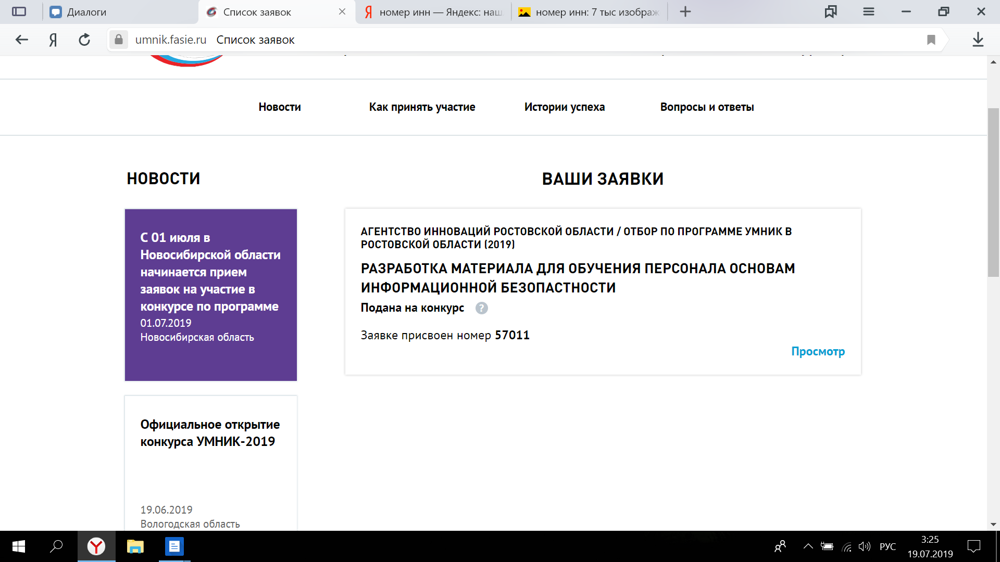 Диалоги
Список заявок
номер инн — Яндекс: наш
номер инн: 7 тыс изображ
umnik.fasie.ru Список заявок
Новости
Как принять участие
Истории успеха
Вопросы и ответы
НОВОСТИ
С 01 июля в
Новосибирской области
начинается прием
заявок на участие в
конкурсе по программе
01.07.2019
Новосибирская область
Официальное открытие
конкурса УМНИК-2019
19.06.2019
Вологодская область
ВАШИ ЗАЯВКИ
АГЕНТСТВО ИННОВАЦИЙ РОСТОВСКОЙ ОБЛАСТИ / ОТБОР ПО ПРОГРАММЕ УМНИК В
РОСТОВСКОЙ ОБЛАСТИ (2019)
РАЗРАБОТКА МАТЕРИАЛА ДЛЯ ОБУЧЕНИЯ ПЕРСОНАЛА ОСНОВАМ
ИНФОРМАЦИОННОЙ БЕЗОПАСТНОСТИ
Подана на конкурс ?
Заявке присвоен номер 57011
Просмотр
РУС
3:25
19.07.2019